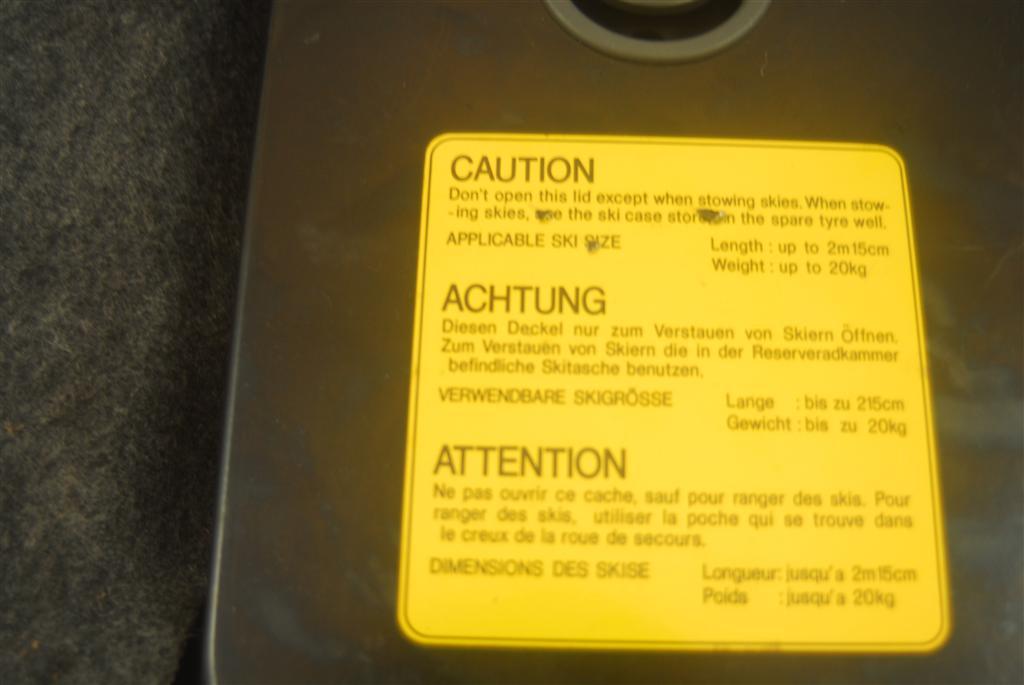 CAUTION
Don't open this lid except when stowing skies. When stow-
-ing skies, use the ski case stored in the spare tyre well.
APPLICABLE SKI SIZE Length : up to 2m15cm
Weight : up to 20kg
ACHTUNG
Diesen Deckel nur zum Verstauen von Skiern Öffnen.
Zum Verstauen von Skiern die in der Reserveradkammer
befindliche Skitasche benutzen.
VERWENDBARE SKIGRÖSSE Lange : bis zu 215cm
Gewicht : bis zu 20kg
ATTENTION
Ne pas ouvrir ce cache, sauf pour ranger des skis. Pour
ranger des skis, utiliser la poche qui se trouve dans
le creux de la roue de secours.
DIMENSIONS DES SKISE Longueur: jusqu'a 2m15cm
Poids : jusqu'a 20kg